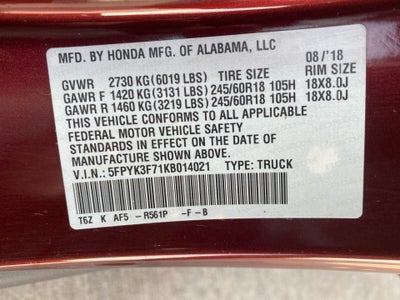 MFD. BY HONDA MFG. OF ALABAMA, LLC
08/'18
GVWR 2730 KG(6019 LBS) TIRE SIZE RIM SIZE
GAWR F 1420 KG(3131 LBS)245/60R18 105H 18X8.0J
GAWR R 1460 KG(3219 LBS)245/60R18 105H 18X8.0J
THIS VEHICLE CONFORMS TO ALL APPLICABLE
FEDERAL MOTOR VEHICLE SAFETY
STANDARDS IN EFFECT ON THE DATE OF
MANUFACTURE SHOWN ABOVE.
V.I.N.: 5FPYK3F71KB014021 TYPE: TRUCK
T6Z K AF5 -R561P -F-B